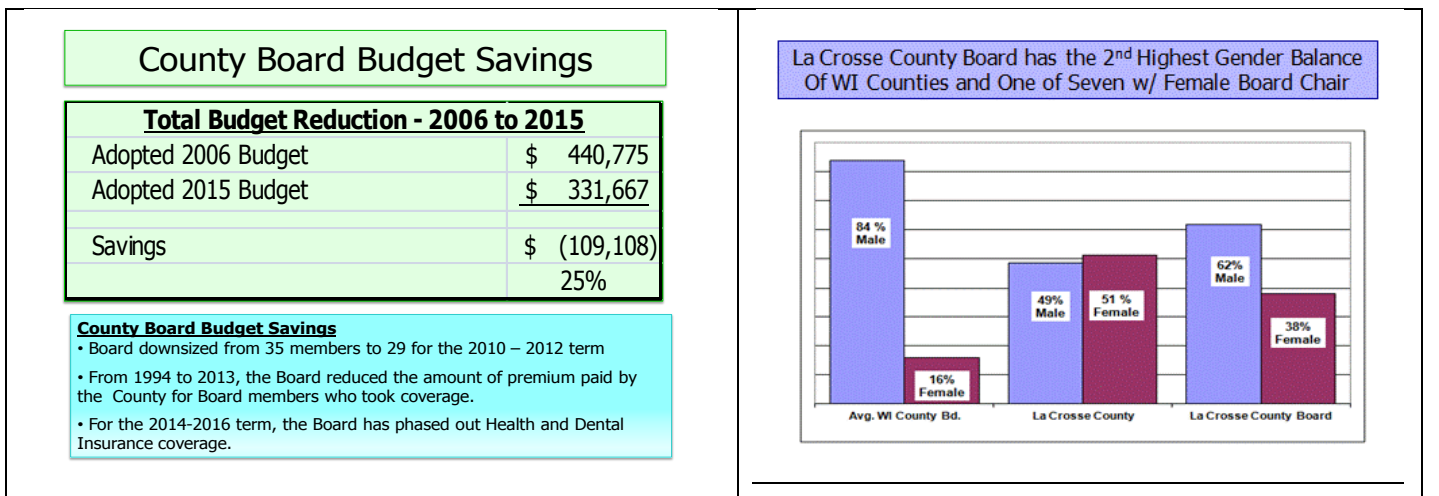 County Board Budget Savings
Total Budget Reduction - 2006 to 2015
Adopted 2006 Budget $ 440,775
Adopted 2015 Budget $ 331,667
Savings $ (109,108)
25%
County Board Budget Savings
• Board downsized from 35 members to 29 for the 2010 – 2012 term
• From 1994 to 2013, the Board reduced the amount of premium paid by
the County for Board members who took coverage.
• For the 2014-2016 term, the Board has phased out Health and Dental
Insurance coverage.
La Crosse County Board has the 2nd Highest Gender Balance
Of WI Counties and One of Seven w/ Female Board Chair
84 %
Male
16%
Female
49%
Male
51 %
Female
62%
Male
38%
Female
Avg. WI County Bd.
La Crosse County
La Crosse County Board